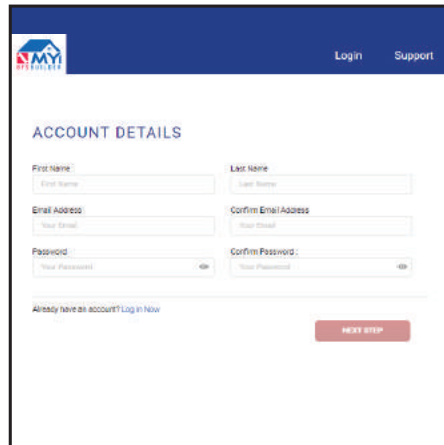 MY
Login Support
ACCOUNT DETAILS
First Name Last Name
First Name Last Name
Email Address Confirm Email Address
Your Email Your Email
Password Confirm Password :
Your Password Your Password
Already have an account? Log in Now
NEXT STEP